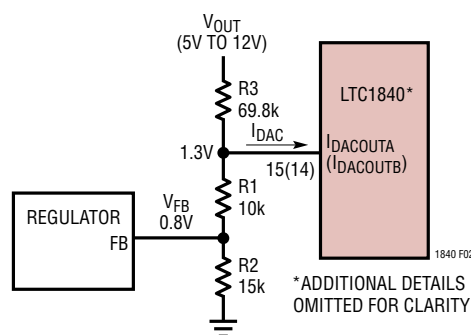 VOUT
(5V TO 12V)
R3
69.8k
LTC1840*
IDAC
1.3V
IDACOUTA
(IDACOUTB)
15(14)
R1
10k
VFB
0.8V
REGULATOR
FB
1840 F02
R2
15k
*ADDITIONAL DETAILS
OMITTED FOR CLARITY